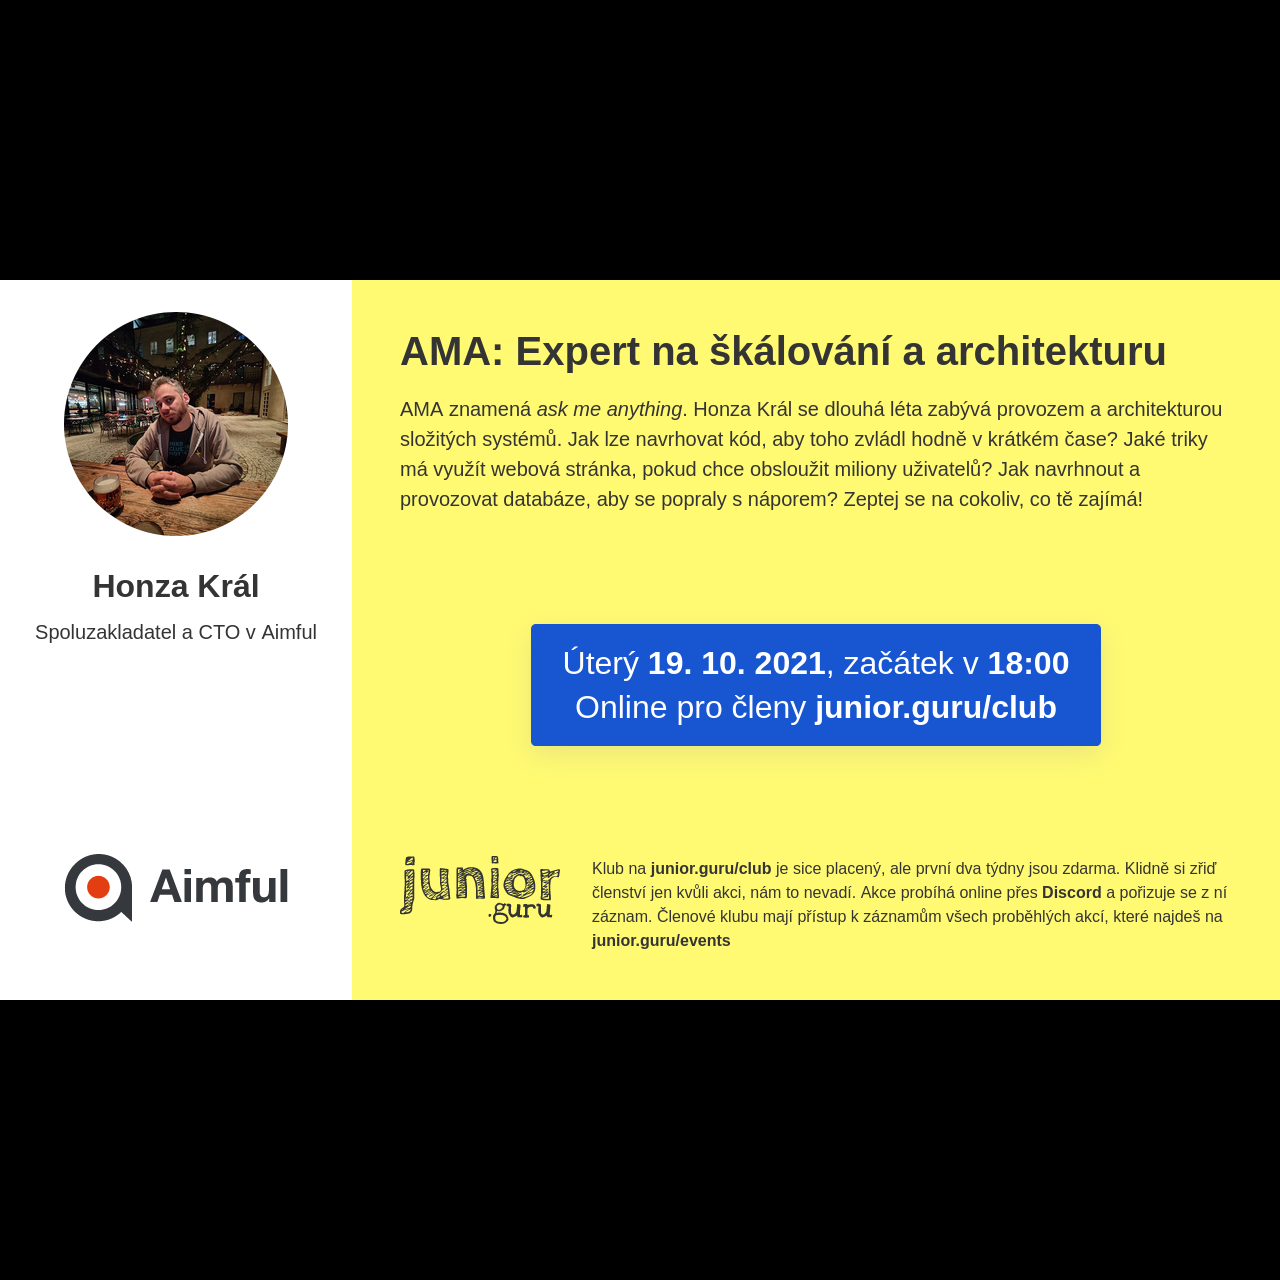 Honza Král
Spoluzakladatel a CTO v Aimful
Aimful
AMA: Expert na škálování a architekturu
AMA znamená ask me anything. Honza Král se dlouhá léta zabývá provozem a architekturou
složitých systémů. Jak lze navrhovat kód, aby toho zvládl hodně v krátkém čase? Jaké triky
má využít webová stránka, pokud chce obsloužit miliony uživatelů? Jak navrhnout a
provozovat databáze, aby se popraly s náporem? Zeptej se na cokoliv, co tě zajímá!
Úterý 19. 10. 2021, začátek v 18:00
Online pro členy junior.guru/club
junior
.guru
Klub na junior.guru/club je sice placený, ale první dva týdny jsou zdarma. Klidně si zřiď
členství jen kvůli akci, nám to nevadí. Akce probíhá online přes Discord a pořizuje se z ní
záznam. Členové klubu mají přístup k záznamům všech proběhlých akcí, které najdeš na
junior.guru/events